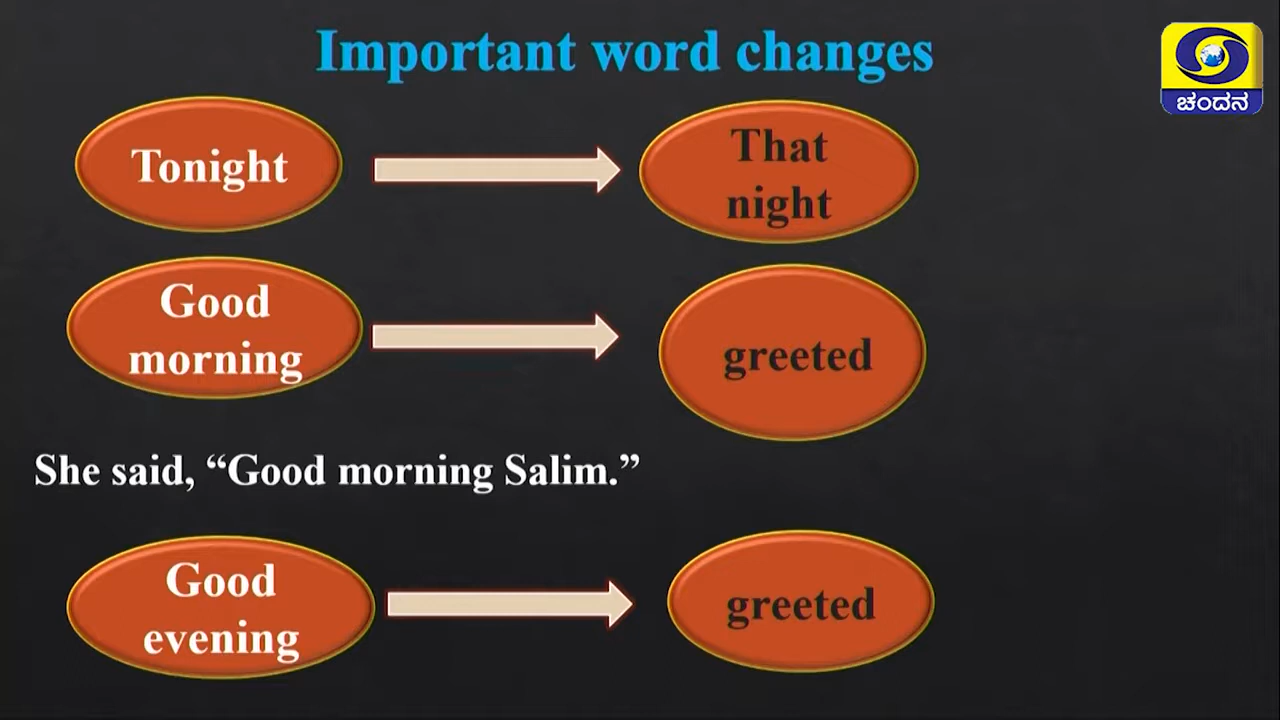 Important word changes
ಚಂದನ
Tonight
That
night
Good
morning
greeted
She said, “Good morning Salim.”
Good
evening
greeted